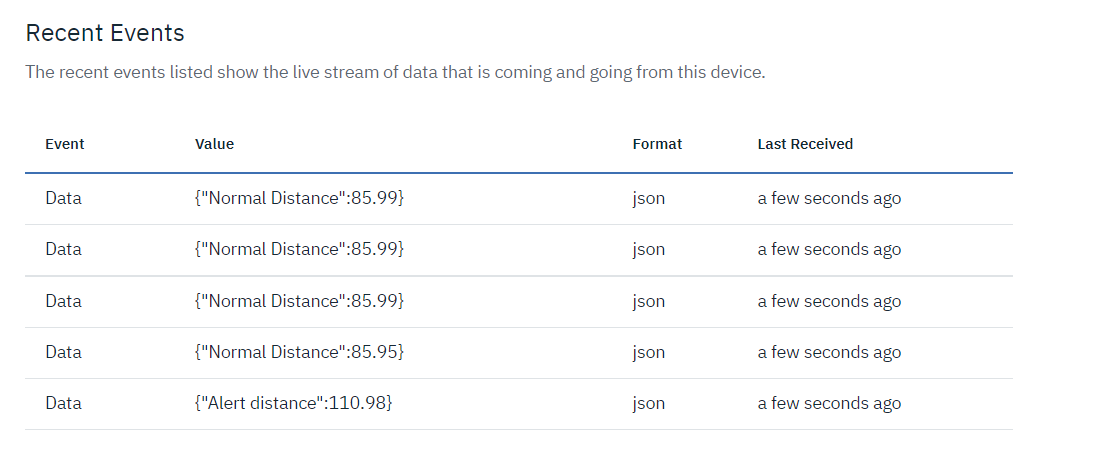 Recent Events
The recent events listed show the live stream of data that is coming and going from this device.
Event Value Format Last Received
Data {"Normal Distance":85.99} json a few seconds ago
Data {"Normal Distance":85.99} json a few seconds ago
Data {"Normal Distance":85.99} json a few seconds ago
Data {"Normal Distance":85.95} json a few seconds ago
Data {"Alert distance":110.98} json a few seconds ago